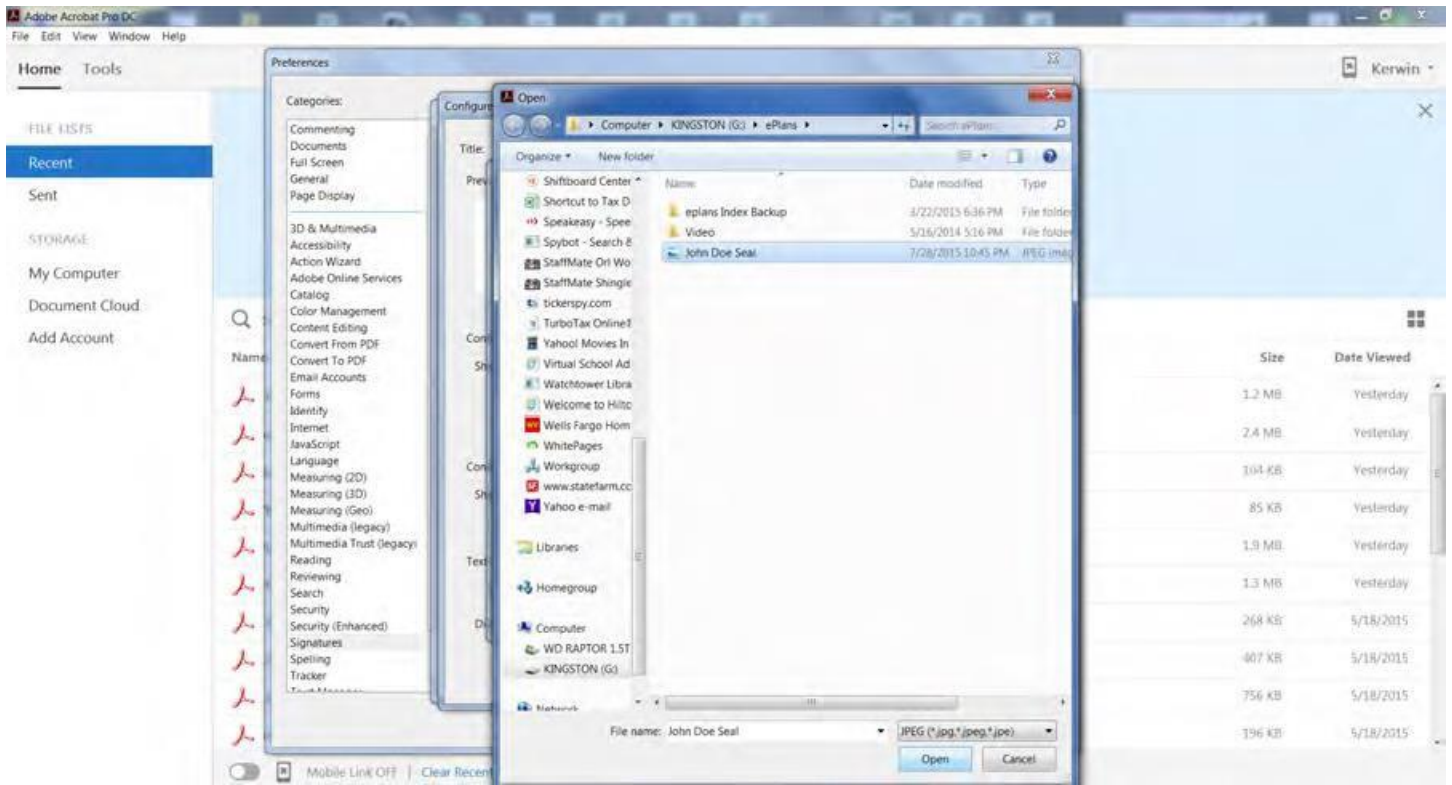 Adobe Acrobat Pro DC
File Edit View Window Help
Home Tools
Kerwin
FILE LISTS
Recent
Sent
STORAGE
My Computer
Document Cloud
Add Account
Name
Size Date Viewed
1.2 MB Yesterday
2.4 MB Yesterday
104 KB Yesterday
85 KB Yesterday
1.9 MB Yesterday
1.3 MB Yesterday
268 KB 5/18/2015
407 KB 5/18/2015
756 KB 5/18/2015
196 KB 5/18/2015
Mobile Link OFF | Clear Recent
Preferences
Categories:
Commenting
Documents
Full Screen
General
Page Display
3D & Multimedia
Accessibility
Action Wizard
Adobe Online Services
Catalog
Color Management
Content Editing
Convert From PDF
Convert To PDF
Email Accounts
Forms
Identity
Internet
JavaScript
Language
Measuring (2D)
Measuring (3D)
Measuring (Geo)
Multimedia (legacy)
Multimedia Trust (legacy)
Reading
Reviewing
Search
Security
Security (Enhanced)
Signatures
Spelling
Tracker
Configure
Title:
Prev
Text
Open
Computer KINGSTON (G:) ePlans
Search ePlans
Organize New folder
Shiftboard Center
Shortcut to Tax D
Speakeasy - Spee
Spybot - Search &
StaffMate Orl Wo
StaffMate Shingle
tickerspy.com
TurboTax Online
Yahoo! Movies In
Virtual School Ad
Watchtower Libra
Welcome to Hilto
Wells Fargo Hom
WhitePages
Workgroup
www.statefarm.cc
Yahoo e-mail
Libraries
Homegroup
Computer
WD RAPTOR 1.5T
KINGSTON (G:)
Network
Name Date modified Type
eplans Index Backup 3/22/2015 6:36 PM File folder
Video 5/16/2014 5:16 PM File folder
John Doe Seal 7/28/2015 10:45 PM JPEG imag
File name: John Doe Seal JPEG (*.jpg,*.jpeg,*.jpe)
Open Cancel